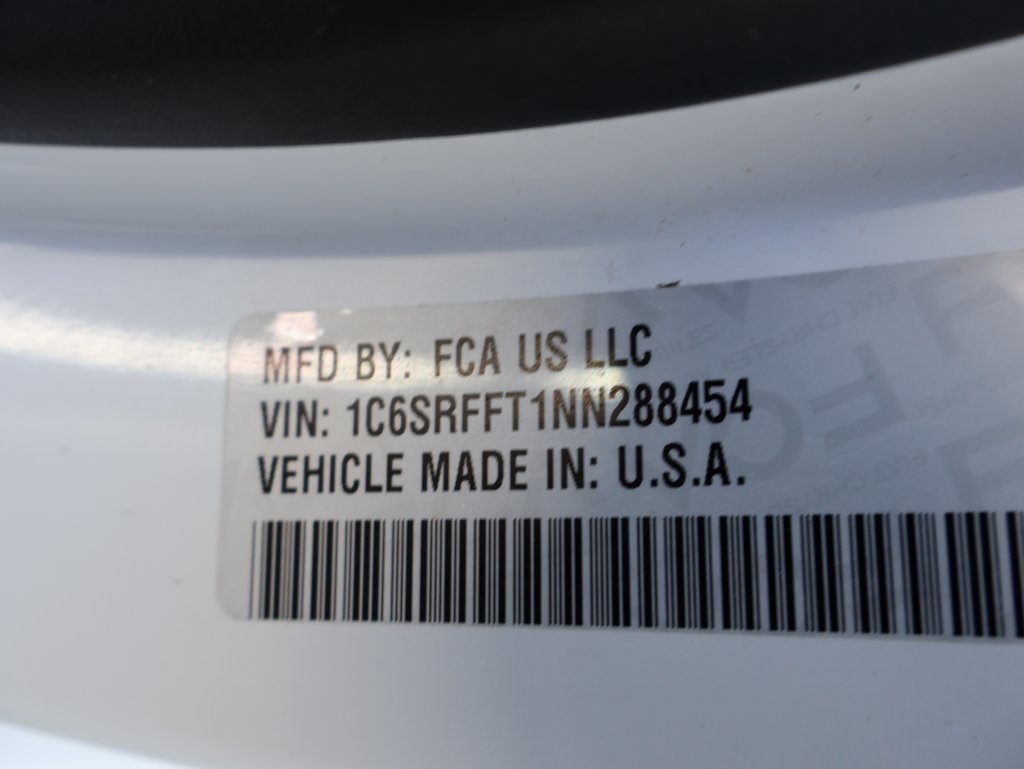 MFD BY: FCA US LLC
VIN: 1C6SRFFT1NN288454
VEHICLE MADE IN: U.S.A.